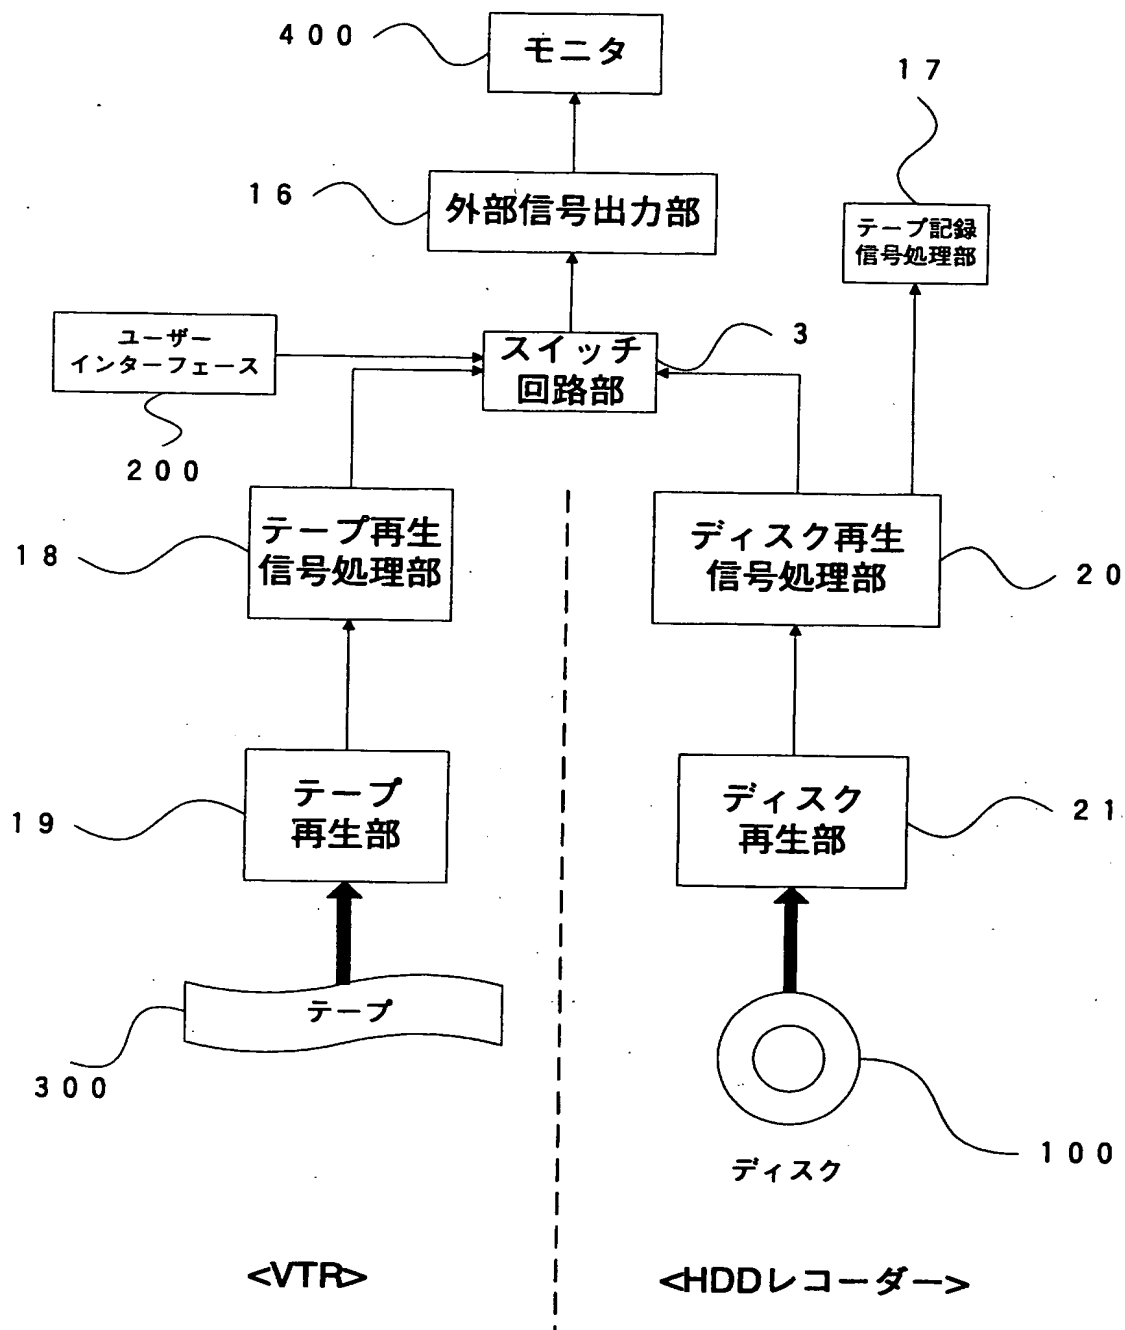 400
モニタ
17
16
外部信号出力部
テープ記録
信号処理部
ユーザー
インターフェース
スイッチ
回路部
3
200
18
テープ再生
信号処理部
ディスク再生
信号処理部
20
19
テープ
再生部
ディスク
再生部
21
テープ
300
100
ディスク
<VTR>
<HDDレコーダー>